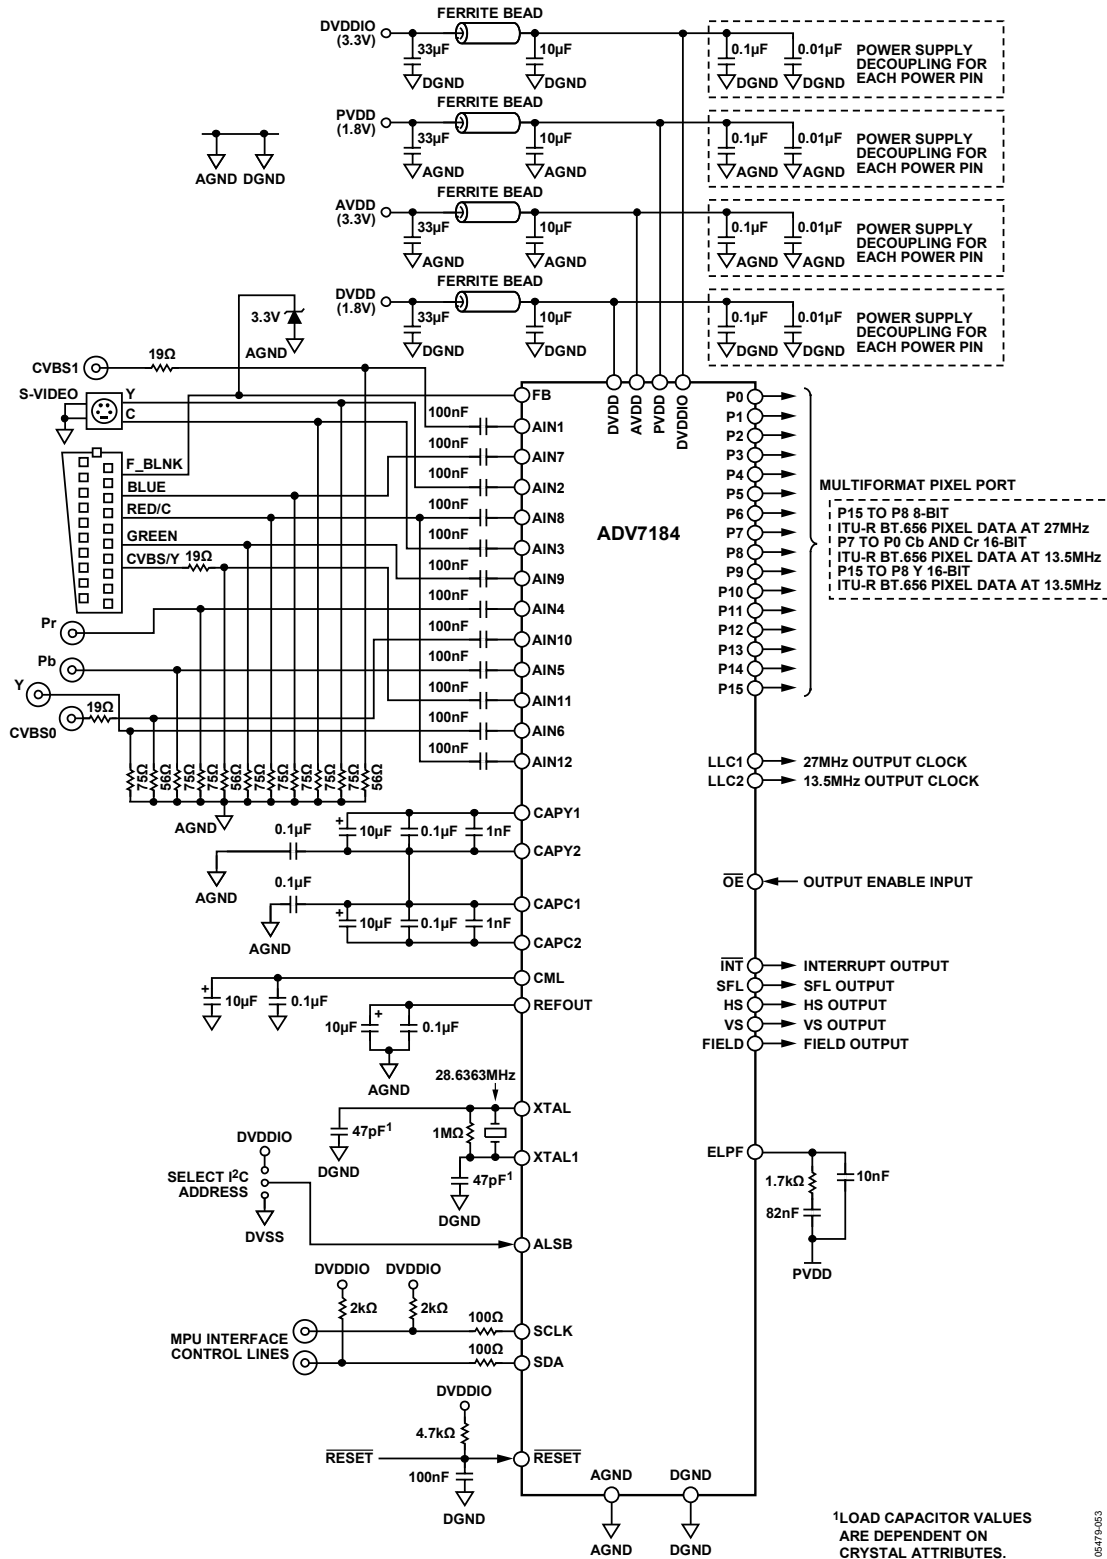 FERRITE BEAD
DVDDIO
(3.3V)
33µF
10µF
0.1µF
0.01µF
DGND
DGND
DGND
DGND
POWER SUPPLY
DECOUPLING FOR
EACH POWER PIN
FERRITE BEAD
PVDD
(1.8V)
33µF
10µF
0.1µF
0.01µF
AGND
AGND
AGND
AGND
POWER SUPPLY
DECOUPLING FOR
EACH POWER PIN
AGND DGND
FERRITE BEAD
AVDD
(3.3V)
33µF
10µF
0.1µF
0.01µF
AGND
AGND
AGND
AGND
POWER SUPPLY
DECOUPLING FOR
EACH POWER PIN
FERRITE BEAD
DVDD
(1.8V)
33µF
10µF
0.1µF
0.01µF
DGND
DGND
DGND
DGND
POWER SUPPLY
DECOUPLING FOR
EACH POWER PIN
3.3V
AGND
CVBS1
19Ω
S-VIDEO
Y
C
F_BLNK
BLUE
RED/C
GREEN
CVBS/Y 19Ω
Pr
Pb
Y
CVBS0
19Ω
75Ω
56Ω
75Ω
75Ω
56Ω
75Ω
75Ω
75Ω
75Ω
75Ω
56Ω
AGND
100nF
100nF
100nF
100nF
100nF
100nF
100nF
100nF
100nF
100nF
100nF
100nF
FB
AIN1
AIN7
AIN2
AIN8
AIN3
AIN9
AIN4
AIN10
AIN5
AIN11
AIN6
AIN12
DVDD
AVDD
PVDD
DVDDIO
ADV7184
P0
P1
P2
P3
P4
P5
P6
P7
P8
P9
P10
P11
P12
P13
P14
P15
MULTIFORMAT PIXEL PORT
P15 TO P8 8-BIT
ITU-R BT.656 PIXEL DATA AT 27MHz
P7 TO P0 Cb AND Cr 16-BIT
ITU-R BT.656 PIXEL DATA AT 13.5MHz
P15 TO P8 Y 16-BIT
ITU-R BT.656 PIXEL DATA AT 13.5MHz
LLC1
27MHz OUTPUT CLOCK
LLC2
13.5MHz OUTPUT CLOCK
0.1µF
+
10µF
0.1µF
1nF
CAPY1
CAPY2
AGND
OE
OUTPUT ENABLE INPUT
0.1µF
+
10µF
0.1µF
1nF
CAPC1
CAPC2
AGND
INT
INTERRUPT OUTPUT
SFL
SFL OUTPUT
HS
HS OUTPUT
VS
VS OUTPUT
FIELD
FIELD OUTPUT
CML
+
10µF
0.1µF
REFOUT
10µF
+
0.1µF
AGND
28.6363MHz
XTAL
47pF1
1MΩ
DGND
XTAL1
47pF1
DGND
ELPF
1.7kΩ
10nF
82nF
PVDD
DVDDIO
SELECT I2C
ADDRESS
DVSS
ALSB
DVDDIO
DVDDIO
2kΩ
2kΩ
MPU INTERFACE
CONTROL LINES
100Ω
SCLK
100Ω
SDA
DVDDIO
4.7kΩ
RESET
RESET
100nF
DGND
AGND
DGND
AGND
DGND
1LOAD CAPACITOR VALUES
ARE DEPENDENT ON
CRYSTAL ATTRIBUTES.
05479-053